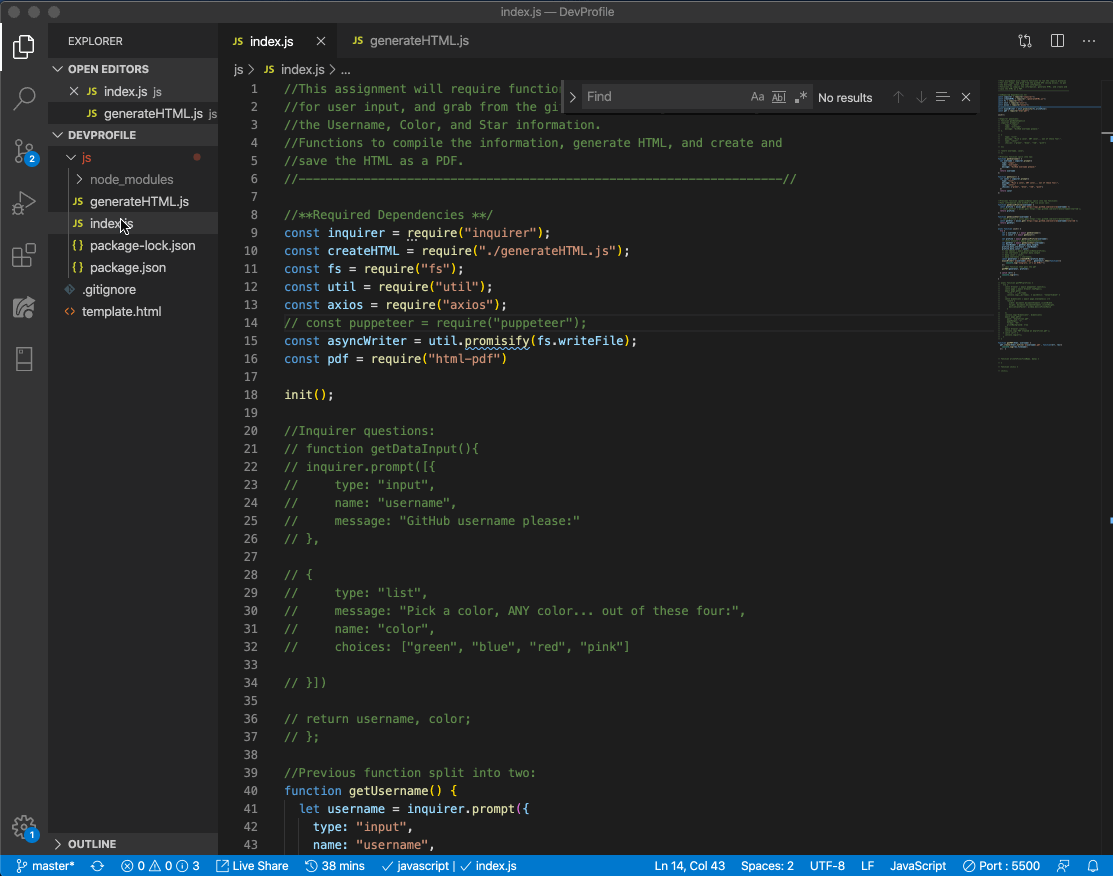 index.js — DevProfile
EXPLORER
OPEN EDITORS
JS index.js js
JS generateHTML.js js
DEVPROFILE
js
node_modules
JS generateHTML.js
JS index.js
{} package-lock.json
{} package.json
.gitignore
<> template.html
OUTLINE
2
1
JS index.js
JS generateHTML.js
js > JS index.js > ...
Find
Aa Abl .*
No results
1 //This assignment will require functio
2 //for user input, and grab from the gi
3 //the Username, Color, and Star information.
4 //Functions to compile the information, generate HTML, and create and
5 //save the HTML as a PDF.
6 //-------------------------------------------------------------------//
7
8 //**Required Dependencies **/
9 const inquirer = require("inquirer");
10 const createHTML = require("./generateHTML.js");
11 const fs = require("fs");
12 const util = require("util");
13 const axios = require("axios");
14 // const puppeteer = require("puppeteer");
15 const asyncWriter = util.promisify(fs.writeFile);
16 const pdf = require("html-pdf")
17
18 init();
19
20 //Inquirer questions:
21 // function getDataInput(){
22 // inquirer.prompt([{
23 // type: "input",
24 // name: "username",
25 // message: "GitHub username please:"
26 // },
27
28 // {
29 // type: "list",
30 // message: "Pick a color, ANY color... out of these four:",
31 // name: "color",
32 // choices: ["green", "blue", "red", "pink"]
33
34 // }])
35
36 // return username, color;
37 // };
38
39 //Previous function split into two:
40 function getUsername() {
41 let username = inquirer.prompt({
42 type: "input",
43 name: "username",
master* 0 0 3 Live Share 38 mins javascript | index.js Ln 14, Col 43 Spaces: 2 UTF-8 LF JavaScript Port : 5500